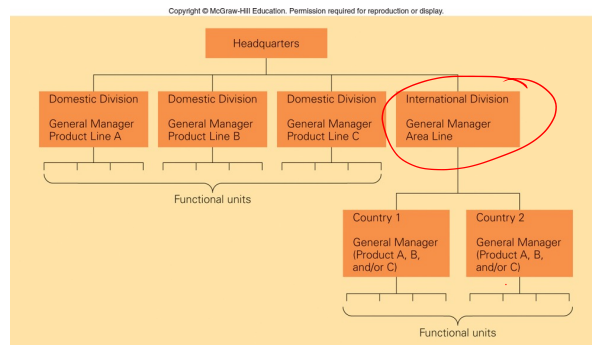 Copyright © McGraw-Hill Education. Permission required for reproduction or display.
Headquarters
Domestic Division
General Manager
Product Line A
Domestic Division
General Manager
Product Line B
Domestic Division
General Manager
Product Line C
International Division
General Manager
Area Line
Functional units
Country 1
General Manager
(Product A, B,
and/or C)
Country 2
General Manager
(Product A, B,
and/or C)
Functional units